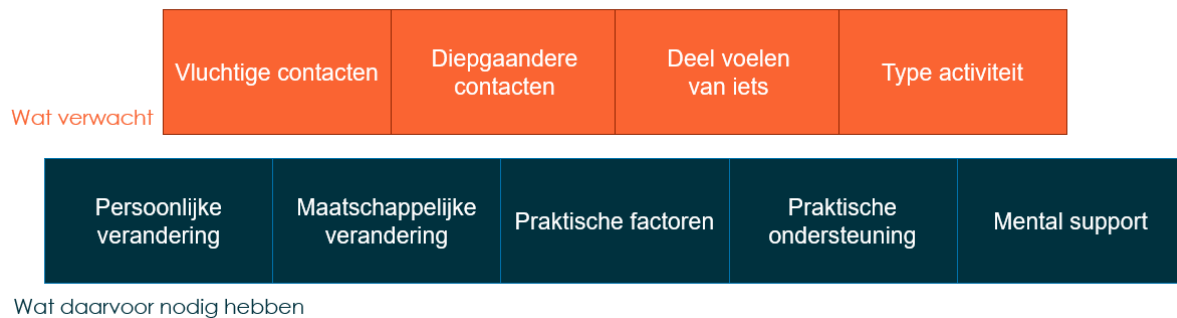 Vluchtige contacten
Diepgaandere
contacten
Deel voelen
van iets
Type activiteit
Wat verwacht
Persoonlijke
verandering
Maatschappelijke
verandering
Praktische factoren
Praktische
ondersteuning
Mental support
Wat daarvoor nodig hebben